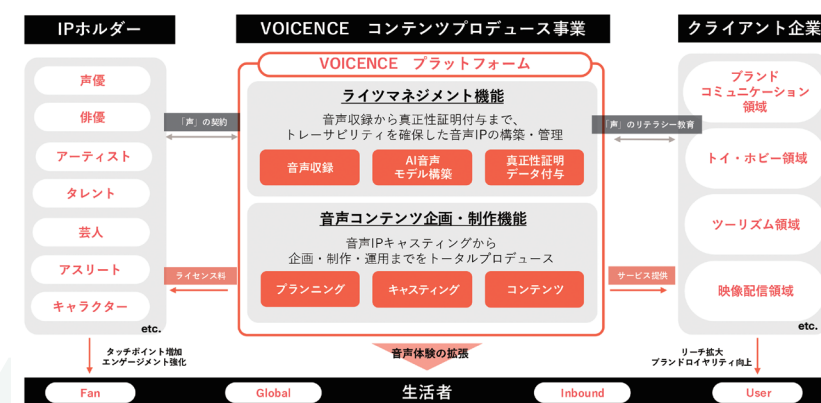 IPホルダー
声優
俳優
アーティスト
タレント
芸人
アスリート
キャラクター
etc.
タッチポイント増加
エンゲージメント強化
「声」の契約
ライセンス料
VOICENCE コンテンツプロデュース事業
VOICENCE プラットフォーム
ライツマネジメント機能
音声収録から真正性証明付与まで、
トレーサビリティを確保した音声IPの構築・管理
音声収録
AI音声
モデル構築
真正性証明
データ付与
音声コンテンツ企画・制作機能
音声IPキャスティングから
企画・制作・運用までをトータルプロデュース
プランニング
キャスティング
コンテンツ
音声体験の拡張
「声」のリテラシー教育
サービス提供
クライアント企業
ブランド
コミュニケーション
領域
トイ・ホビー領域
ツーリズム領域
映像配信領域
etc.
リーチ拡大
ブランドロイヤリティ向上
Fan
Global
生活者
Inbound
User